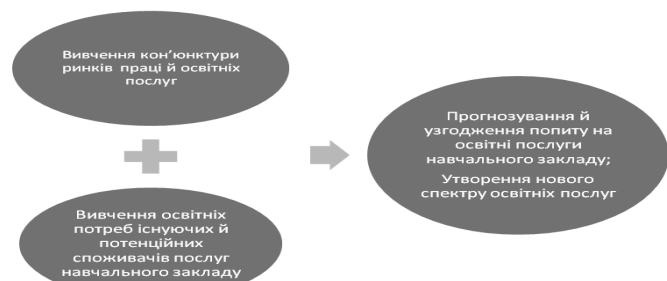 Вивчення кон’юнктури
ринків праці й освітніх
послуг
Вивчення освітніх
потреб існуючих й
потенційних
споживачів послуг
навчального закладу
Прогнозування й
узгодження попиту на
освітні послуги
навчального закладу;
Утворення нового
спектру освітніх послуг